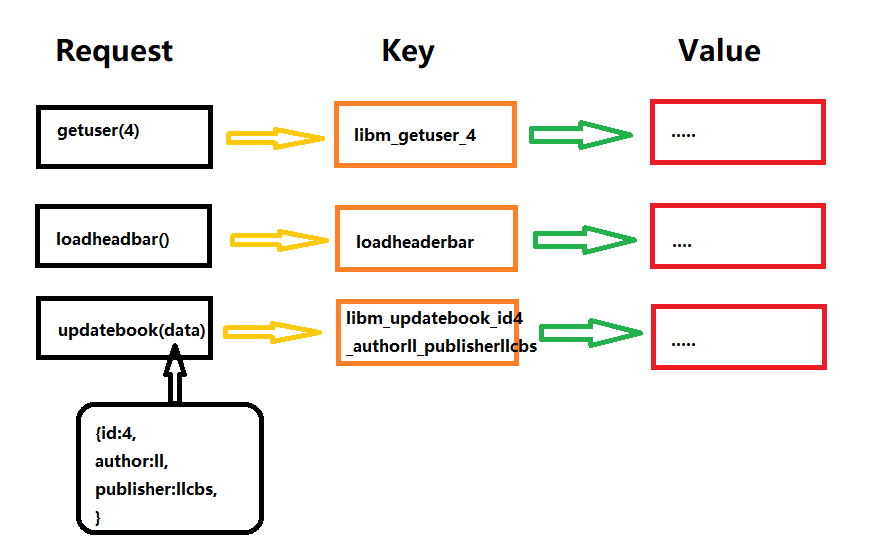 Request Key Value
getuser(4) libm_getuser_4 .....
loadheadbar() loadheaderbar ....
updatebook(data) libm_updatebook_id4 .....
_authorll_publisherllcbs
{id:4,
author:ll,
publisher:llcbs,
}